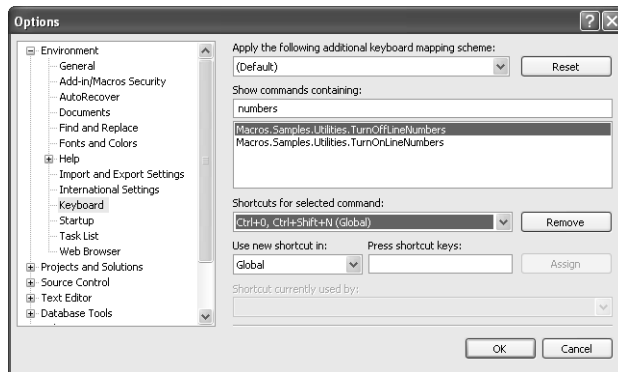 Options
Environment
General
Add-in/Macros Security
AutoRecover
Documents
Find and Replace
Fonts and Colors
Help
Import and Export Settings
International Settings
Keyboard
Startup
Task List
Web Browser
Projects and Solutions
Source Control
Text Editor
Database Tools
Apply the following additional keyboard mapping scheme:
(Default)
Reset
Show commands containing:
numbers
Macros.Samples.Utilities.TurnOffLineNumbers
Macros.Samples.Utilities.TurnOnLineNumbers
Shortcuts for selected command:
Ctrl+0, Ctrl+Shift+N (Global)
Remove
Use new shortcut in:
Press shortcut keys:
Global
Assign
Shortcut currently used by:
OK
Cancel